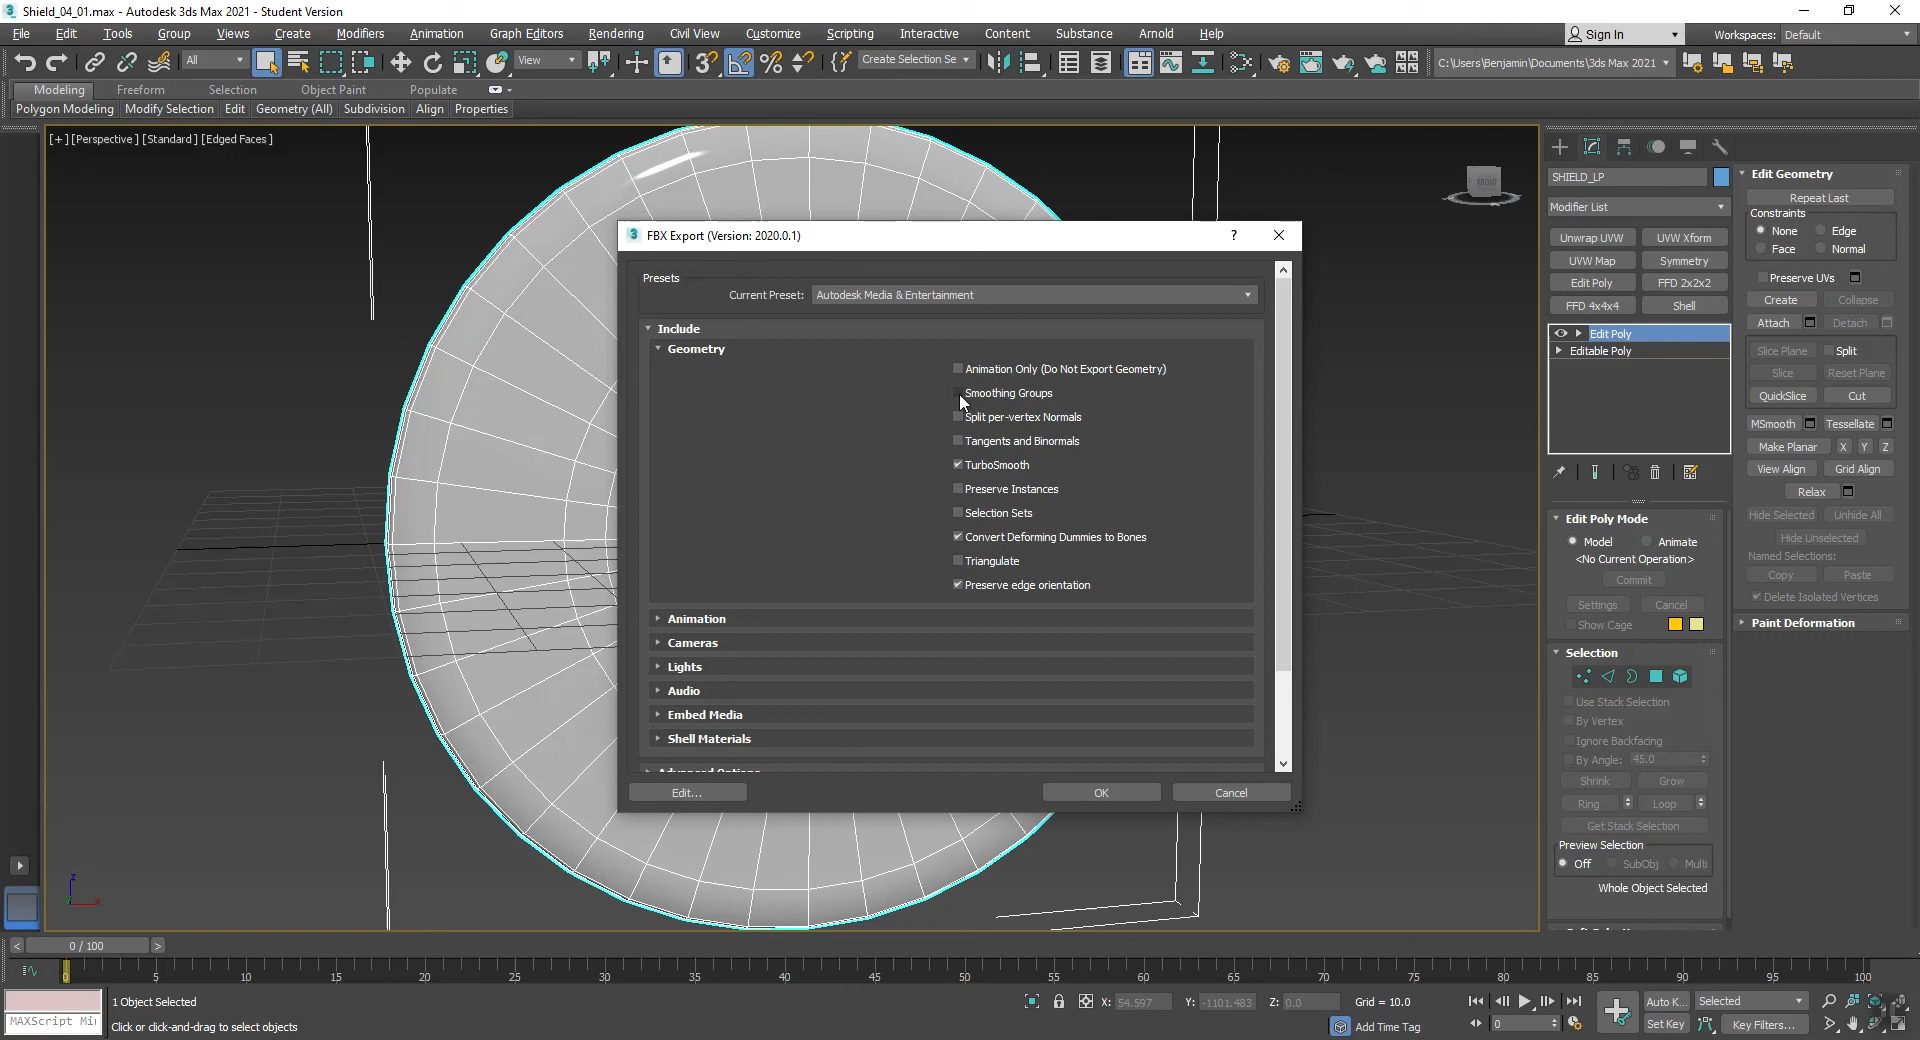 Shield_04_01.max - Autodesk 3ds Max 2021 - Student Version
File Edit Tools Group Views Create Modifiers Animation Graph Editors Rendering Civil View Customize Scripting Interactive Content Substance Arnold Help
Sign In Workspaces: Default
All View Create Selection Se C:\Users\Benjamin\Documents\3ds Max 2021
Modeling Freeform Selection Object Paint Populate
Polygon Modeling Modify Selection Edit Geometry (All) Subdivision Align Properties
[+] [Perspective] [Standard] [Edged Faces]
FRONT
FBX Export (Version: 2020.0.1)
?
Presets
Current Preset: Autodesk Media & Entertainment
Include
Geometry
Animation Only (Do Not Export Geometry)
Smoothing Groups
Split per-vertex Normals
Tangents and Binormals
TurboSmooth
Preserve Instances
Selection Sets
Convert Deforming Dummies to Bones
Triangulate
Preserve edge orientation
Animation
Cameras
Lights
Audio
Embed Media
Shell Materials
Advanced Options
Edit...
OK
Cancel
SHIELD_LP
Modifier List
Unwrap UVW UVW Xform
UVW Map Symmetry
Edit Poly FFD 2x2x2
FFD 4x4x4 Shell
Edit Poly
Editable Poly
Edit Poly Mode
Model Animate
<No Current Operation>
Commit
Settings Cancel
Show Cage
Selection
Use Stack Selection
By Vertex
Ignore Backfacing
By Angle: 45.0
Shrink Grow
Ring Loop
Get Stack Selection
Preview Selection
Off SubObj Multi
Whole Object Selected
Edit Geometry
Repeat Last
Constraints
None Edge
Face Normal
Preserve UVs
Create Collapse
Attach Detach
Slice Plane Split
Slice Reset Plane
QuickSlice Cut
MSmooth Tessellate
Make Planar X Y Z
View Align Grid Align
Relax
Hide Selected Unhide All
Hide Unselected
Named Selections:
Copy Paste
Delete Isolated Vertices
Paint Deformation
z
x
< 0 / 100 >
0 5 10 15 20 25 30 35 40 45 50 55 60 65 70 75 80 85 90 95 100
1 Object Selected
X: 54.597 Y: -1101.483 Z: 0.0 Grid = 10.0
Auto K... Selected
MAXScript Mi
Click or click-and-drag to select objects
Add Time Tag
0
Set Key Key Filters...